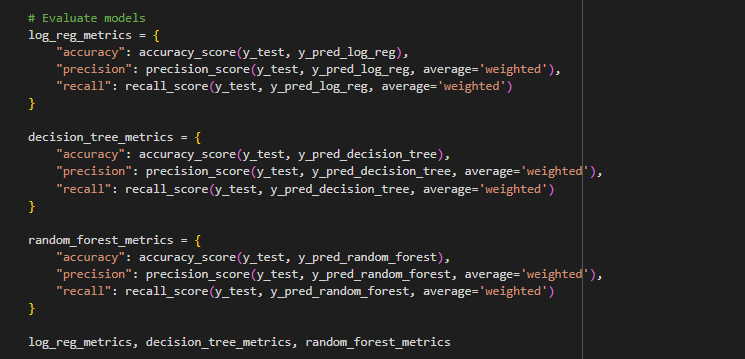 # Evaluate models
log_reg_metrics = {
    "accuracy": accuracy_score(y_test, y_pred_log_reg),
    "precision": precision_score(y_test, y_pred_log_reg, average='weighted'),
    "recall": recall_score(y_test, y_pred_log_reg, average='weighted')
}

decision_tree_metrics = {
    "accuracy": accuracy_score(y_test, y_pred_decision_tree),
    "precision": precision_score(y_test, y_pred_decision_tree, average='weighted'),
    "recall": recall_score(y_test, y_pred_decision_tree, average='weighted')
}

random_forest_metrics = {
    "accuracy": accuracy_score(y_test, y_pred_random_forest),
    "precision": precision_score(y_test, y_pred_random_forest, average='weighted'),
    "recall": recall_score(y_test, y_pred_random_forest, average='weighted')
}

log_reg_metrics, decision_tree_metrics, random_forest_metrics